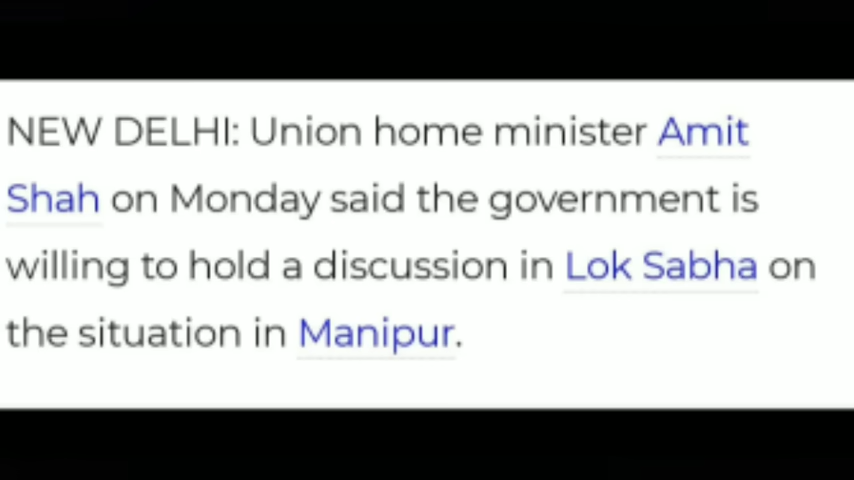 NEW DELHI: Union home minister Amit
Shah on Monday said the government is
willing to hold a discussion in Lok Sabha on
the situation in Manipur.